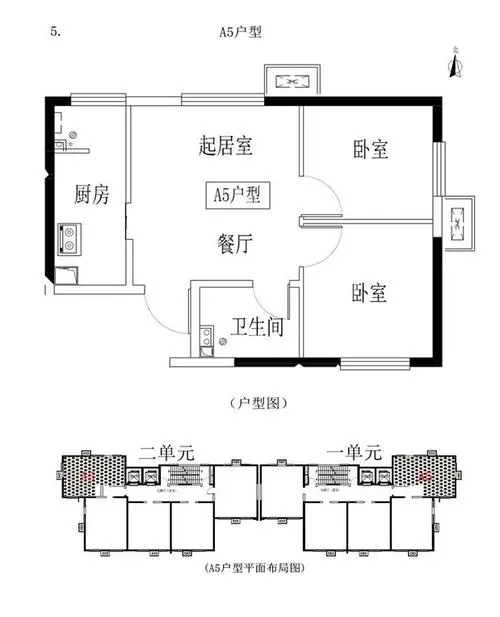 5.
A5户型
北
起居室
卧室
厨房
A5户型
餐厅
卧室
卫生间
（户型图）
二单元
一单元
(A5户型平面布局图)